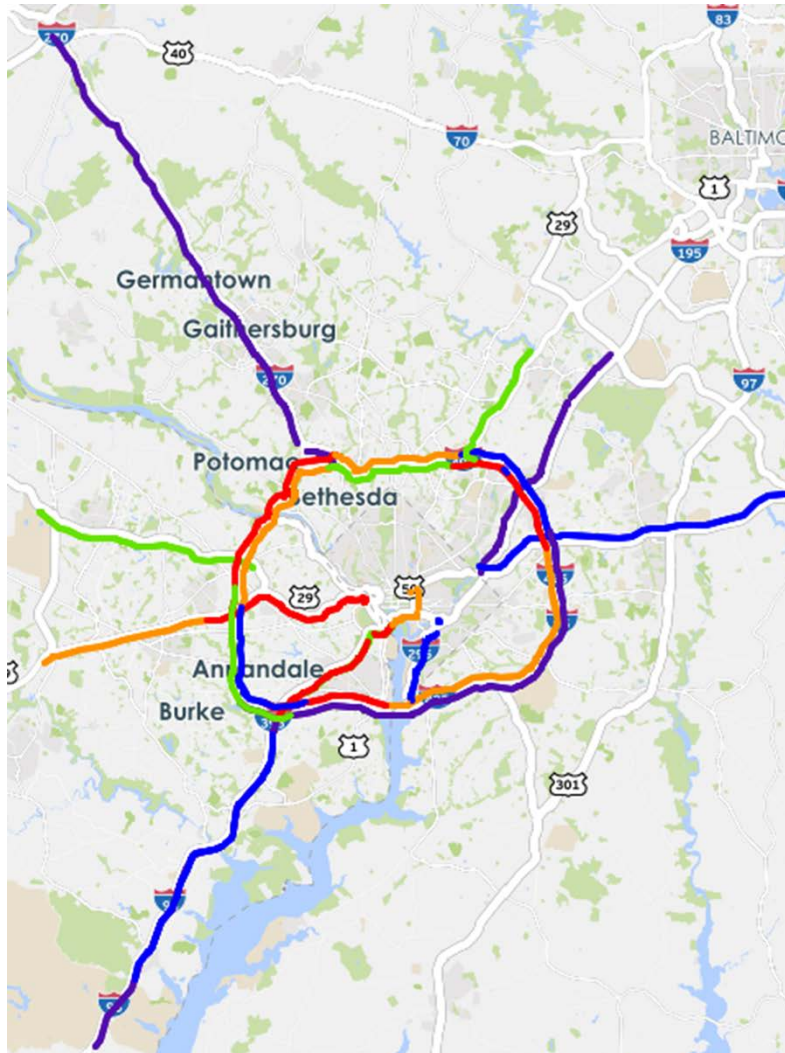 83
270
40
70
BALTIMO
1
29
195
Germantown
Gaithersburg
270
97
Potomac
Bethesda
29
50
295
Annandale
Burke
1
301